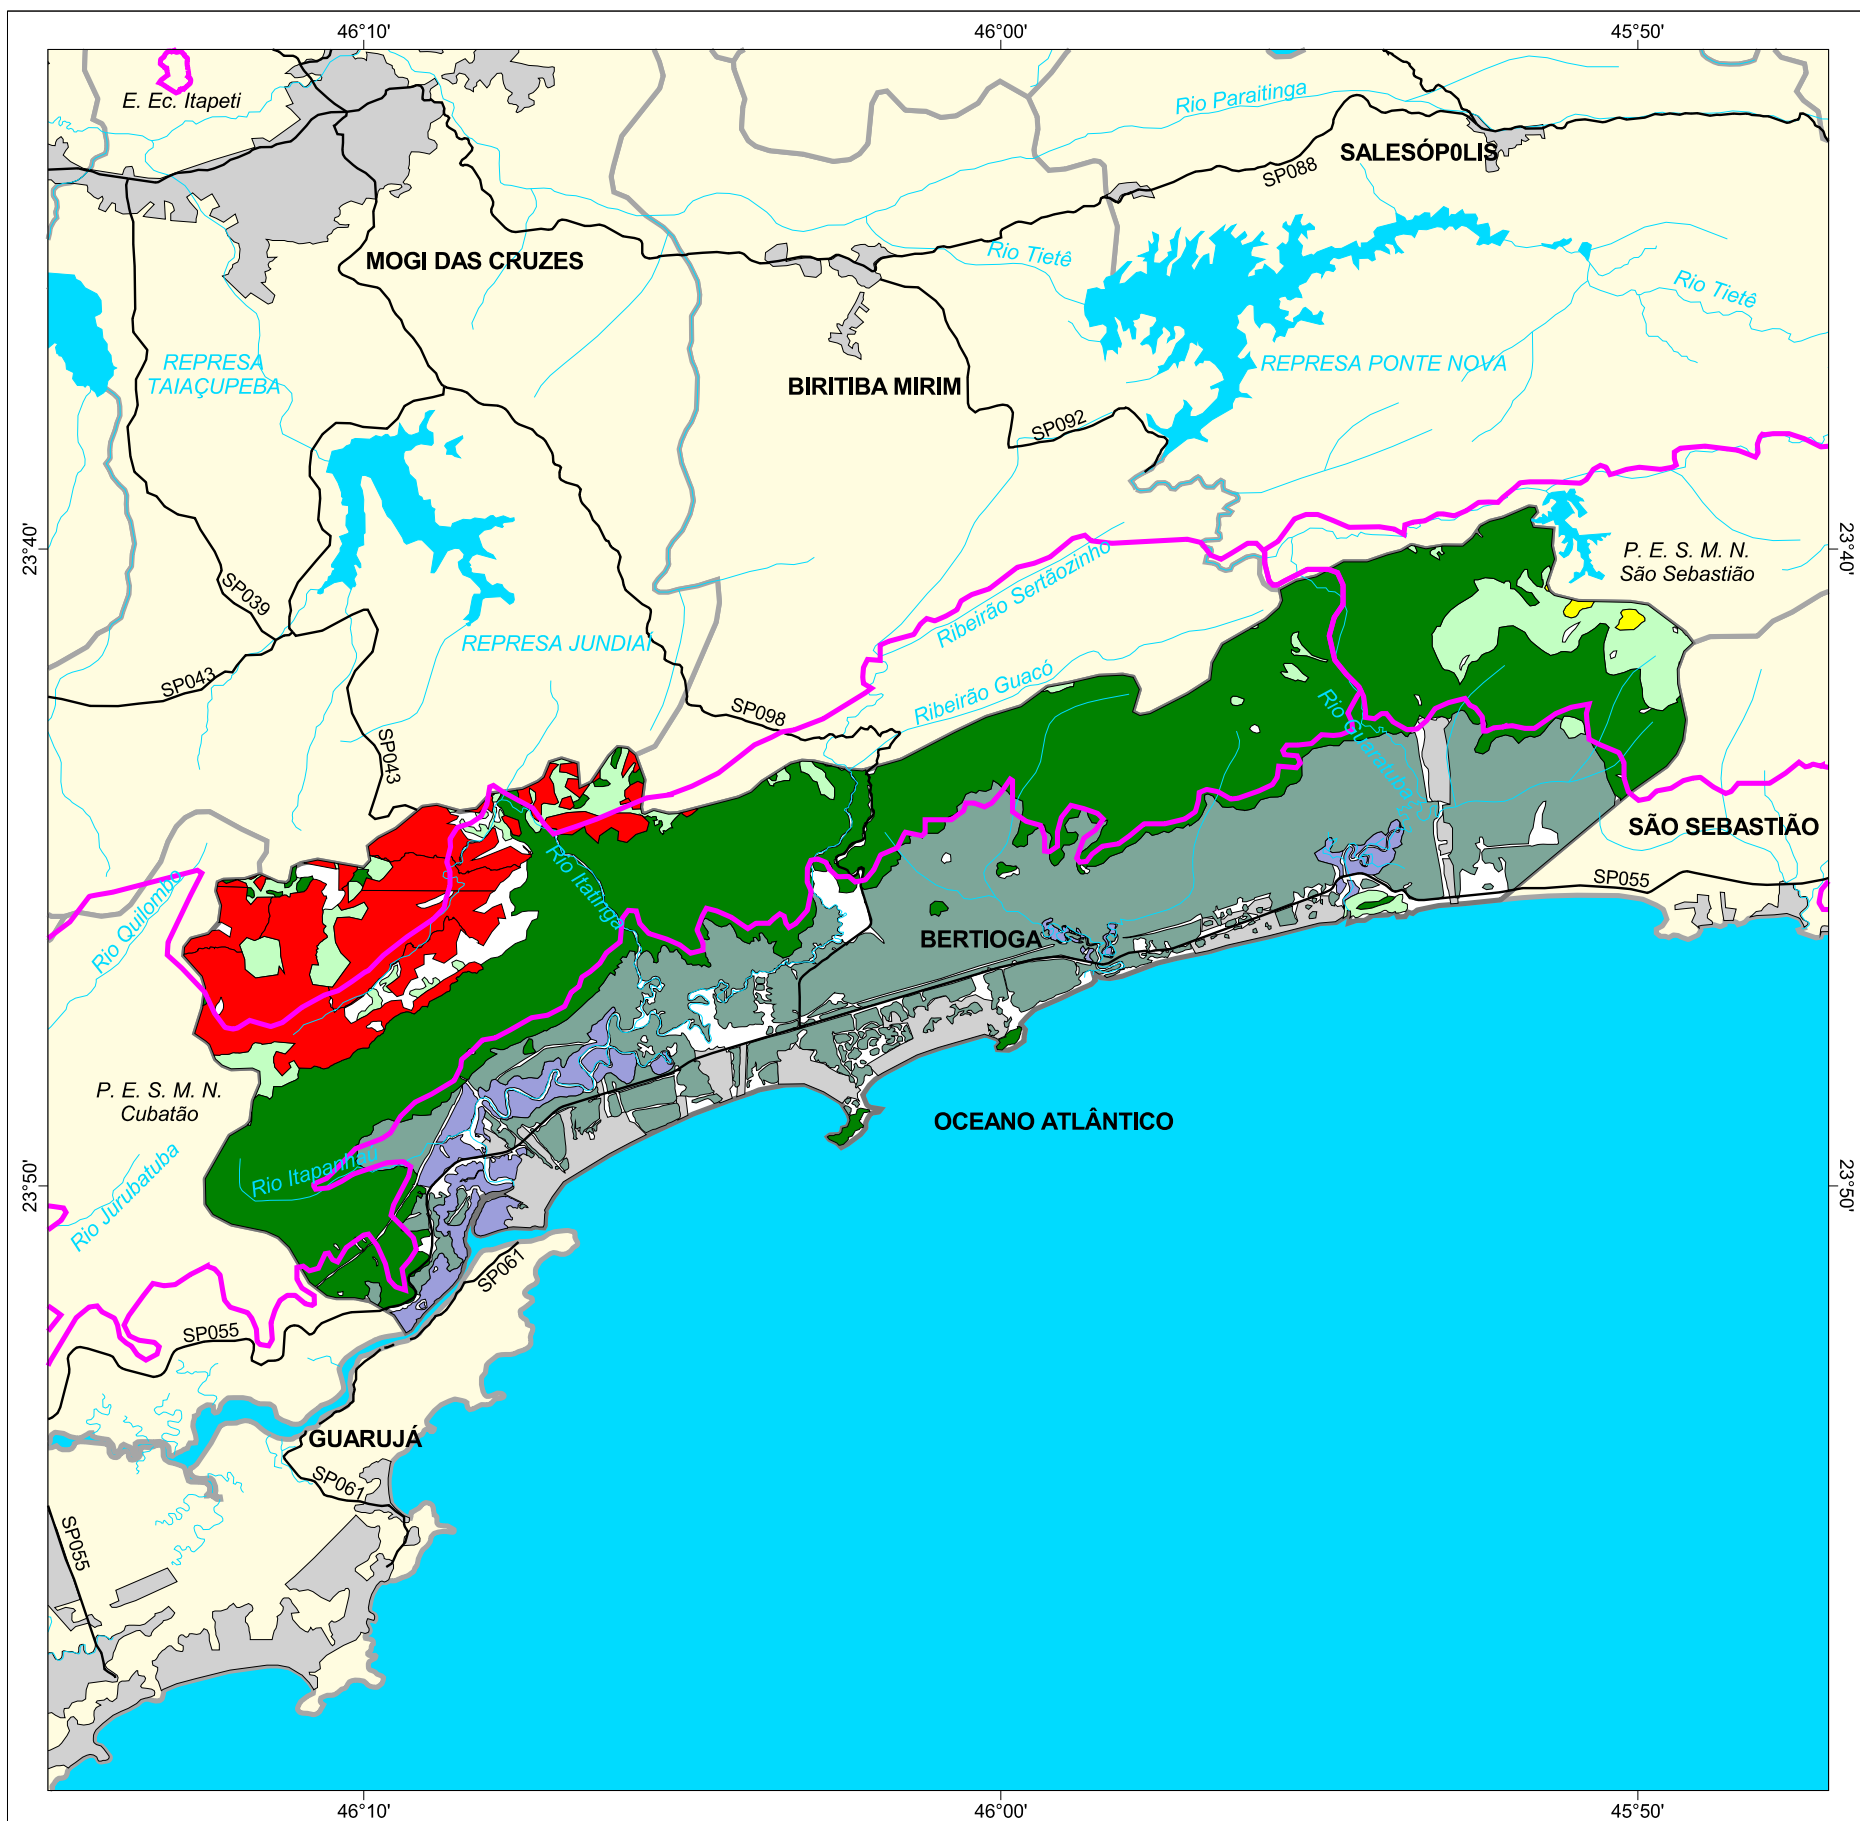 46°10'
46°00'
45°50'
E. Ec. Itapeti
Rio Paraitinga
SALESÓP0LIS
SP088
MOGI DAS CRUZES
Rio Tietê
Rio Tietê
REPRESA
TAIAÇUPEBA
REPRESA PONTE NOVA
BIRITIBA MIRIM
SP092
23°40'
23°40'
P. E. S. M. N.
São Sebastião
SP039
Ribeirão Sertãozinho
REPRESA JUNDIAÍ
SP043
Ribeirão Guacó
SP098
Rio Guaratuba
SP043
SÃO SEBASTIÃO
Rio Itatinga
SP055
Rio Quilombo
BERTIOGA
P. E. S. M. N.
Cubatão
OCEANO ATLÂNTICO
Rio Itapanhaú
Rio Jurubatuba
23°50'
23°50'
SP061
SP055
GUARUJÁ
SP061
SP055
46°10'
46°00'
45°50'